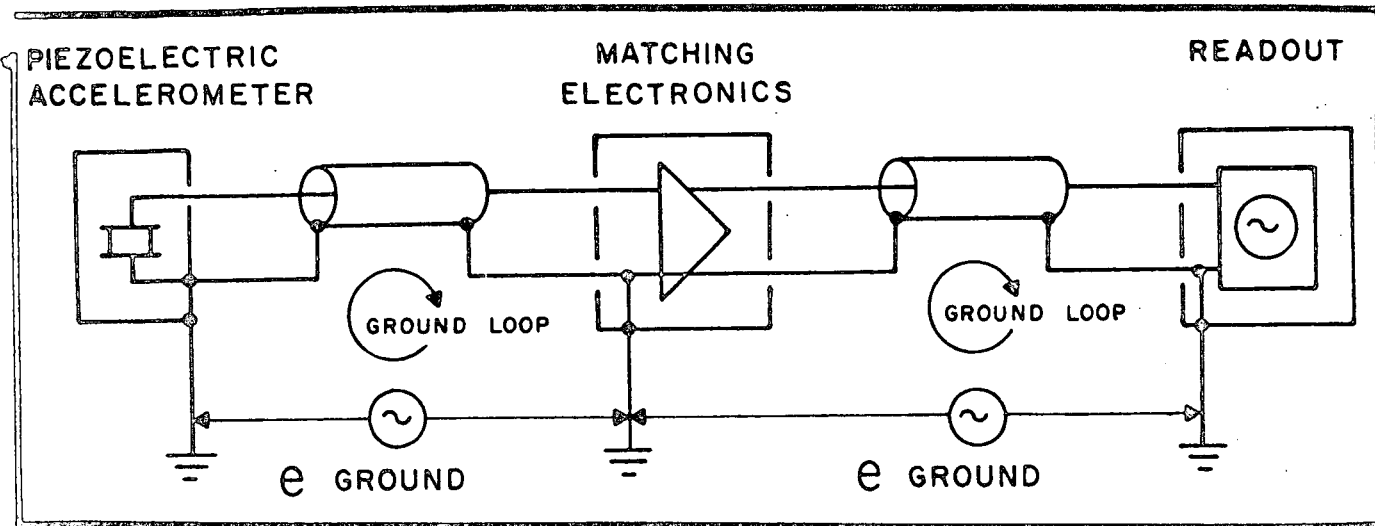 PIEZOELECTRIC
ACCELEROMETER
MATCHING
ELECTRONICS
READOUT
GROUND LOOP
GROUND LOOP
e GROUND
e GROUND